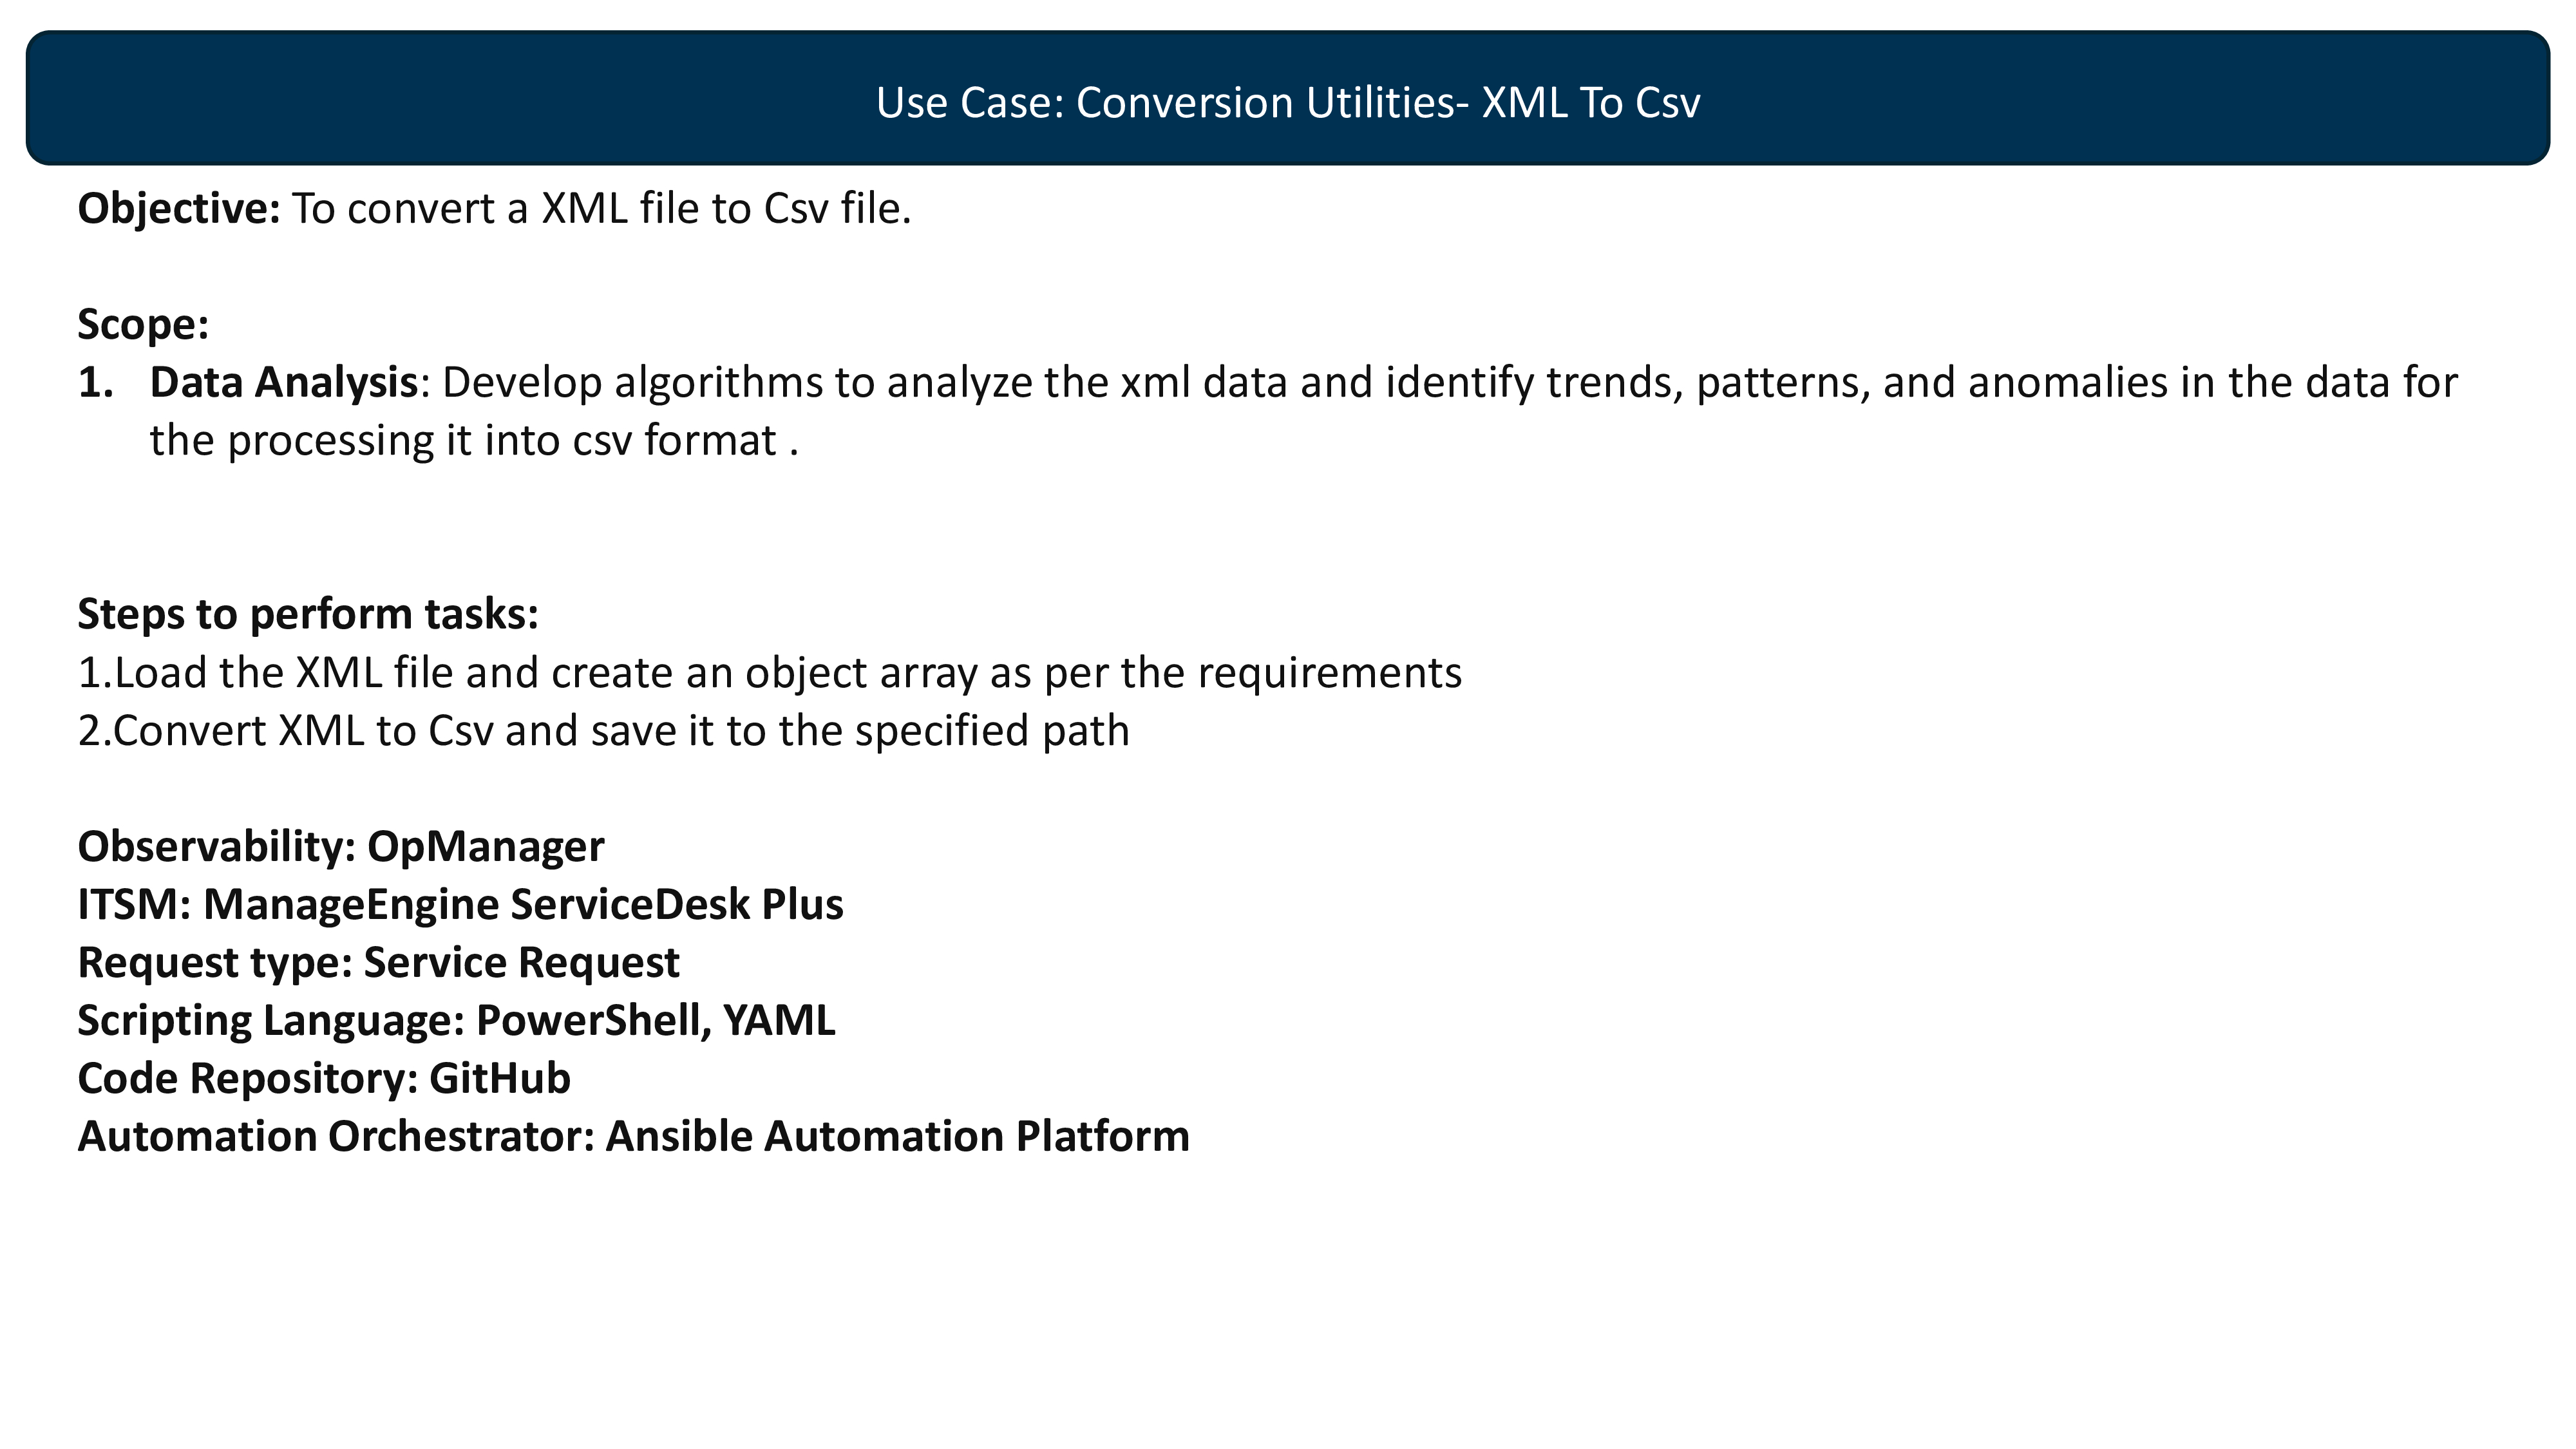 Use Case: Conversion Utilities- XML To Csv
Objective: To convert a XML file to Csv file.
Scope:
1. Data Analysis: Develop algorithms to analyze the xml data and identify trends, patterns, and anomalies in the data for
the processing it into csv format .
Steps to perform tasks:
1.Load the XML file and create an object array as per the requirements
2.Convert XML to Csv and save it to the specified path
Observability: OpManager
ITSM: ManageEngine ServiceDesk Plus
Request type: Service Request
Scripting Language: PowerShell, YAML
Code Repository: GitHub
Automation Orchestrator: Ansible Automation Platform